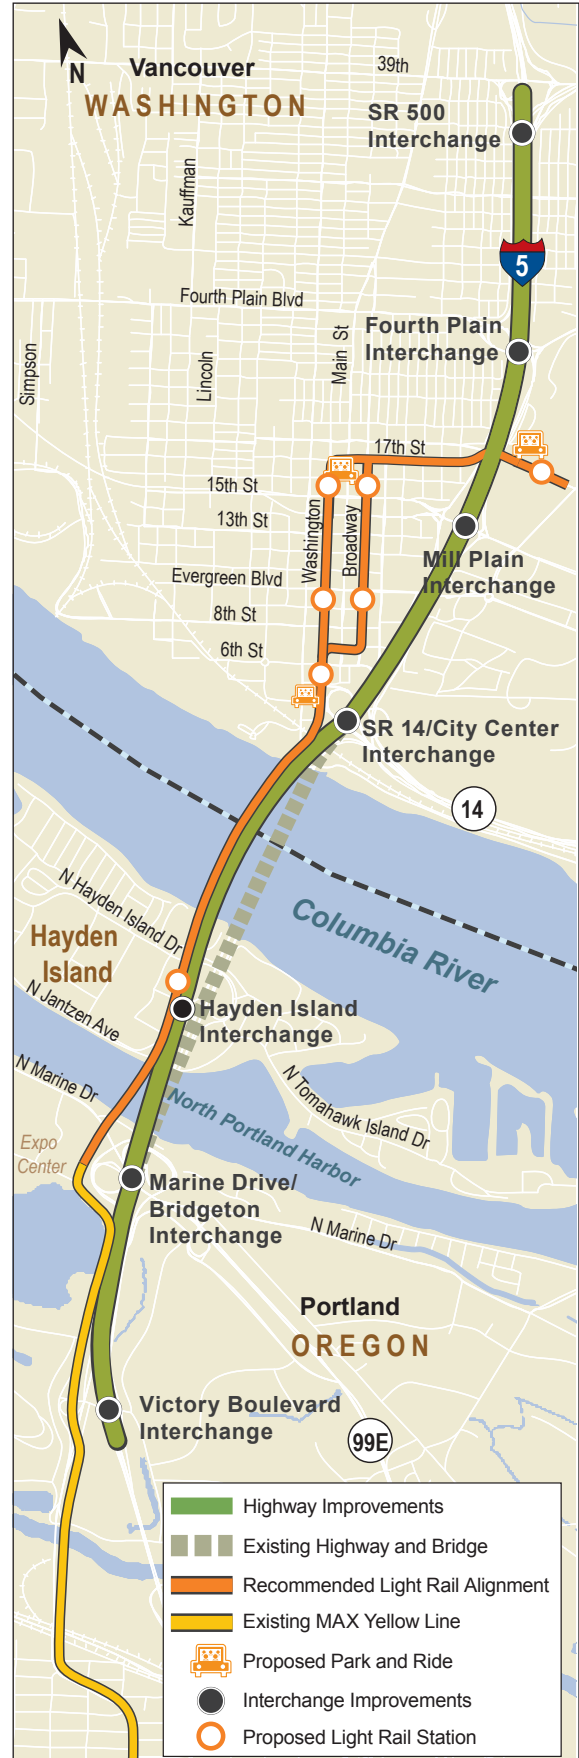 N
Vancouver
WASHINGTON
39th
SR 500
Interchange
Kauffman
5
Fourth Plain Blvd
Simpson
Lincoln
Main St
Fourth Plain
Interchange
17th St
15th St
13th St
Washington
Broadway
Mill Plain
Interchange
Evergreen Blvd
8th St
6th St
SR 14/City Center
Interchange
14
N Hayden Island Dr
Columbia River
Hayden
Island
N Jantzen Ave
Hayden Island
Interchange
N Marine Dr
N Tomahawk Island Dr
North Portland Harbor
Expo
Center
Marine Drive/
Bridgeton
Interchange
N Marine Dr
Portland
OREGON
Victory Boulevard
Interchange
99E
Highway Improvements
Existing Highway and Bridge
Recommended Light Rail Alignment
Existing MAX Yellow Line
Proposed Park and Ride
Interchange Improvements
Proposed Light Rail Station